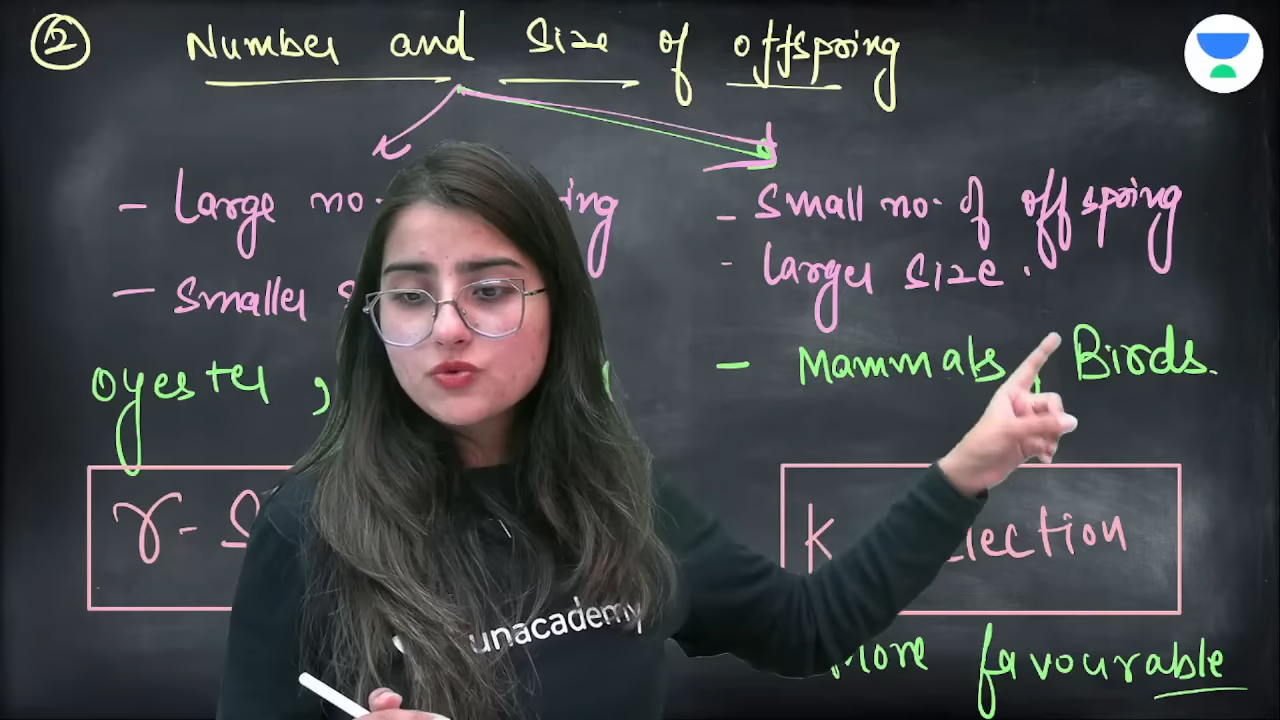 2 Number and Size of offspring
- Large no.
- Small no. of offspring
- Smaller
- Larger size.
oyester ,
- Mammals , Birds.
r-
K
More favourable
unacademy